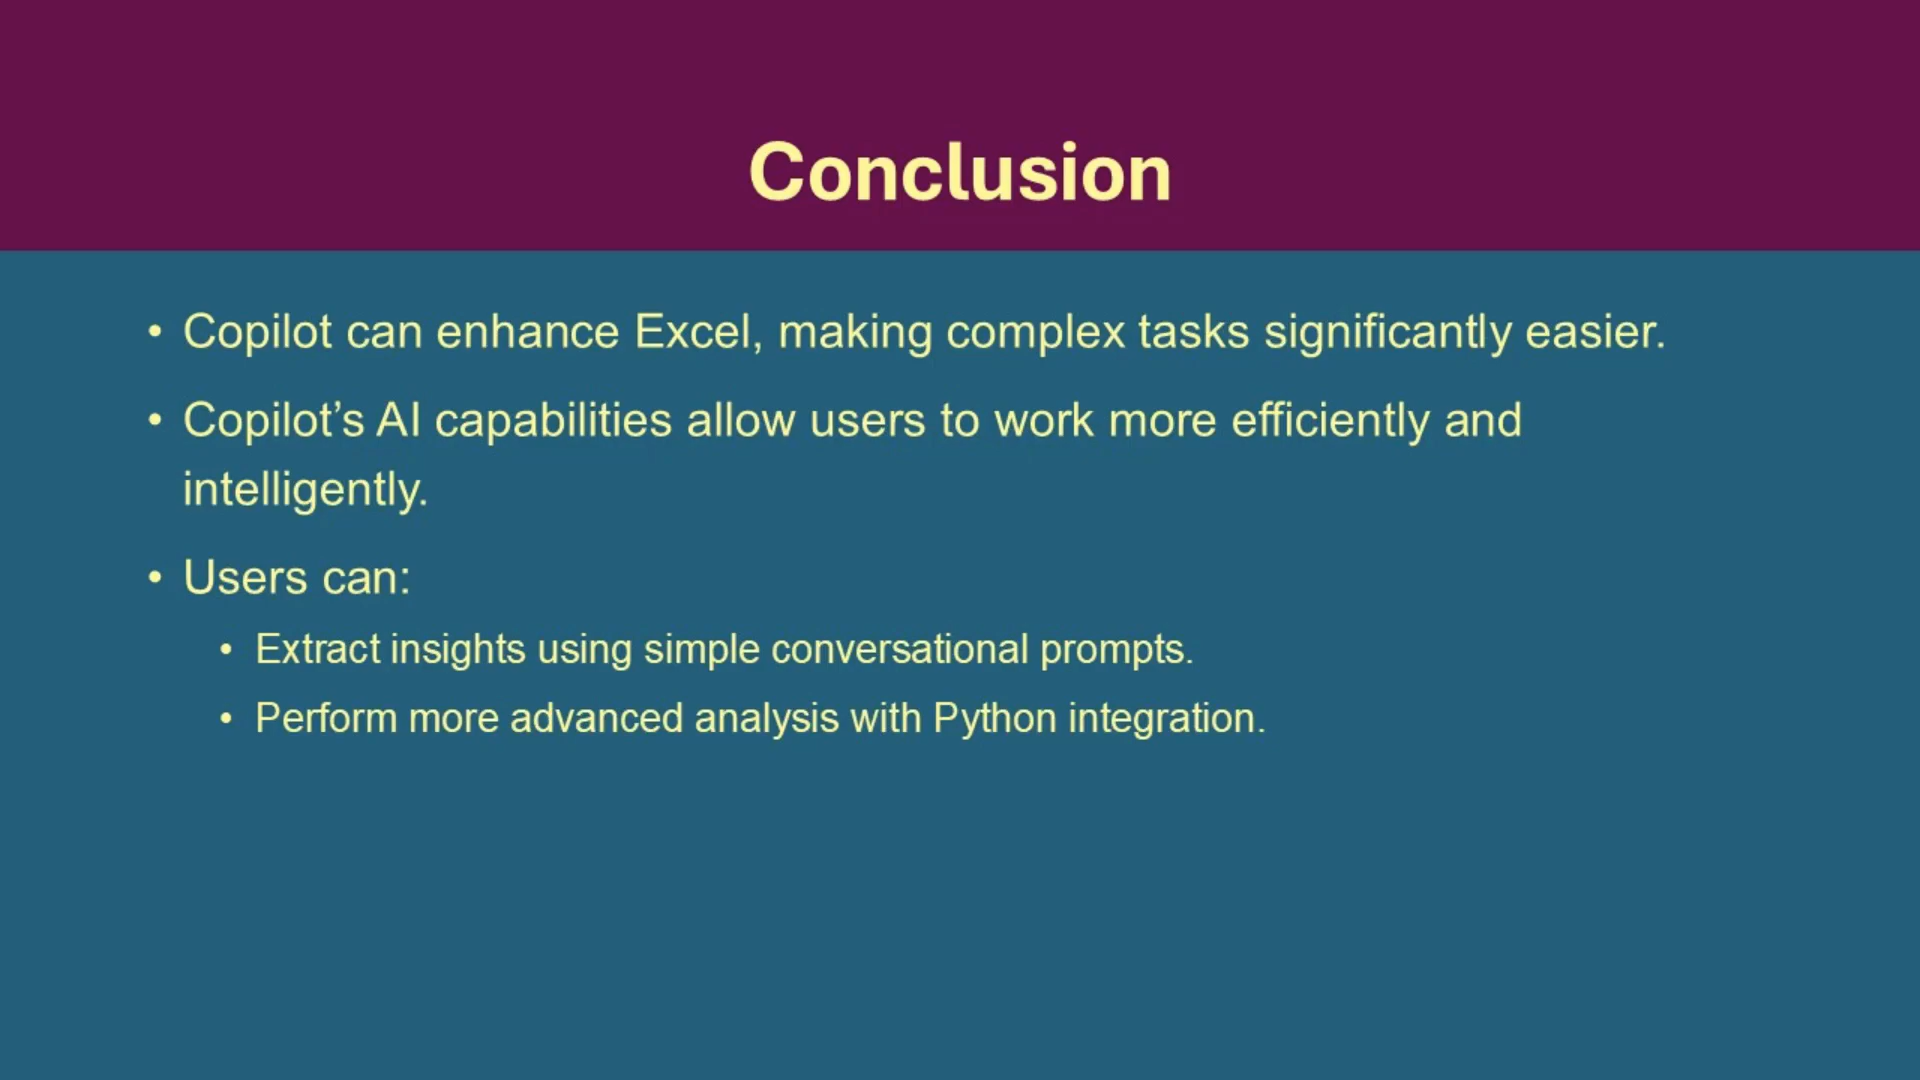 Conclusion
• Copilot can enhance Excel, making complex tasks significantly easier.
• Copilot’s AI capabilities allow users to work more efficiently and
intelligently.
• Users can:
• Extract insights using simple conversational prompts.
• Perform more advanced analysis with Python integration.